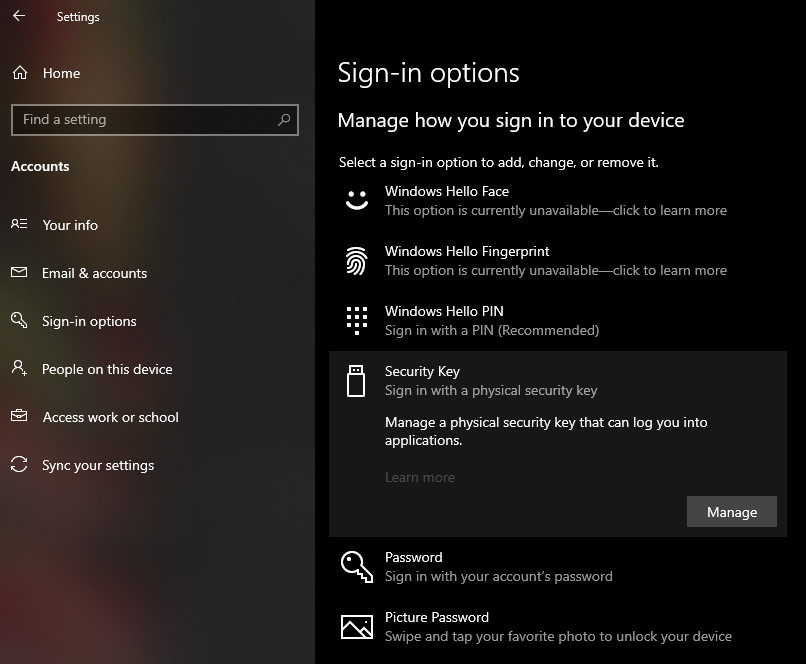 Settings
Home
Find a setting
Accounts
Your info
Email & accounts
Sign-in options
People on this device
Access work or school
Sync your settings
Sign-in options
Manage how you sign in to your device
Select a sign-in option to add, change, or remove it.
Windows Hello Face
This option is currently unavailable—click to learn more
Windows Hello Fingerprint
This option is currently unavailable—click to learn more
Windows Hello PIN
Sign in with a PIN (Recommended)
Security Key
Sign in with a physical security key
Manage a physical security key that can log you into
applications.
Learn more
Manage
Password
Sign in with your account's password
Picture Password
Swipe and tap your favorite photo to unlock your device